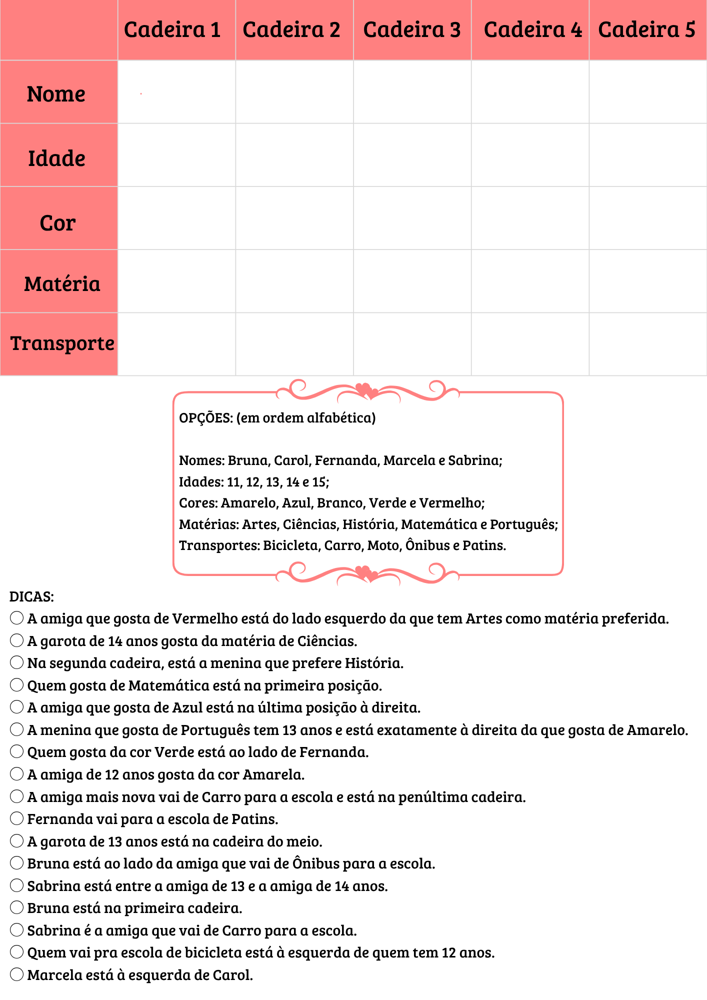 Cadeira 1 Cadeira 2 Cadeira 3 Cadeira 4 Cadeira 5
Nome
Idade
Cor
Matéria
Transporte
OPÇÕES: (em ordem alfabética)
Nomes: Bruna, Carol, Fernanda, Marcela e Sabrina;
Idades: 11, 12, 13, 14 e 15;
Cores: Amarelo, Azul, Branco, Verde e Vermelho;
Matérias: Artes, Ciências, História, Matemática e Português;
Transportes: Bicicleta, Carro, Moto, Ônibus e Patins.
DICAS:
A amiga que gosta de Vermelho está do lado esquerdo da que tem Artes como matéria preferida.
A garota de 14 anos gosta da matéria de Ciências.
Na segunda cadeira, está a menina que prefere História.
Quem gosta de Matemática está na primeira posição.
A amiga que gosta de Azul está na última posição à direita.
A menina que gosta de Português tem 13 anos e está exatamente à direita da que gosta de Amarelo.
Quem gosta da cor Verde está ao lado de Fernanda.
A amiga de 12 anos gosta da cor Amarela.
A amiga mais nova vai de Carro para a escola e está na penúltima cadeira.
Fernanda vai para a escola de Patins.
A garota de 13 anos está na cadeira do meio.
Bruna está ao lado da amiga que vai de Ônibus para a escola.
Sabrina está entre a amiga de 13 e a amiga de 14 anos.
Bruna está na primeira cadeira.
Sabrina é a amiga que vai de Carro para a escola.
Quem vai pra escola de bicicleta está à esquerda de quem tem 12 anos.
Marcela está à esquerda de Carol.